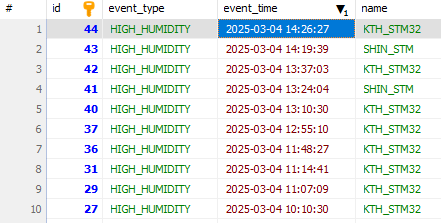 # id event_type event_time 1 name
1 44 HIGH_HUMIDITY 2025-03-04 14:26:27 KTH_STM32
2 43 HIGH_HUMIDITY 2025-03-04 14:19:39 SHIN_STM
3 42 HIGH_HUMIDITY 2025-03-04 13:37:03 KTH_STM32
4 41 HIGH_HUMIDITY 2025-03-04 13:24:04 SHIN_STM
5 40 HIGH_HUMIDITY 2025-03-04 13:10:30 KTH_STM32
6 37 HIGH_HUMIDITY 2025-03-04 12:55:10 KTH_STM32
7 36 HIGH_HUMIDITY 2025-03-04 11:48:27 KTH_STM32
8 31 HIGH_HUMIDITY 2025-03-04 11:14:41 KTH_STM32
9 29 HIGH_HUMIDITY 2025-03-04 11:07:09 KTH_STM32
10 27 HIGH_HUMIDITY 2025-03-04 10:10:30 KTH_STM32